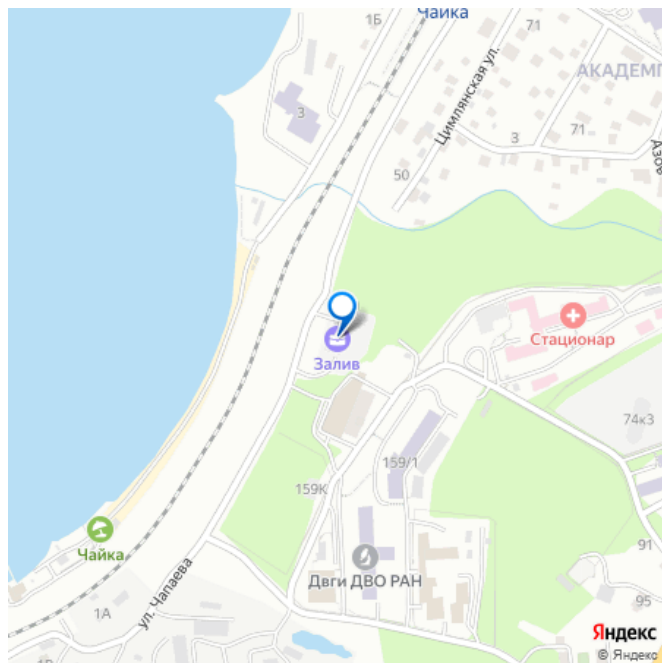 1Б
Чайка
71
3
Цимлянская ул.
АКАДЕМГ
71
3
Азов
50
Стационар
Залив
74к3
159/1
159К
Чайка
Двги ДВО РАН
91
ул. Чапаева
1А
95
Яндекс
© Яндекс